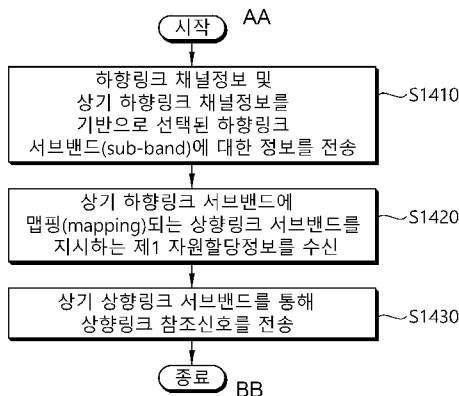 시작 AA
하향링크 채널정보 및
상기 하향링크 채널정보를
기반으로 선택된 하향링크
서브밴드(sub-band)에 대한 정보를 전송
S1410
상기 하향링크 서브밴드에
맵핑(mapping)되는 상향링크 서브밴드를
지시하는 제1 자원할당정보를 수신
S1420
상기 상향링크 서브밴드를 통해
상향링크 참조신호를 전송
S1430
종료 BB